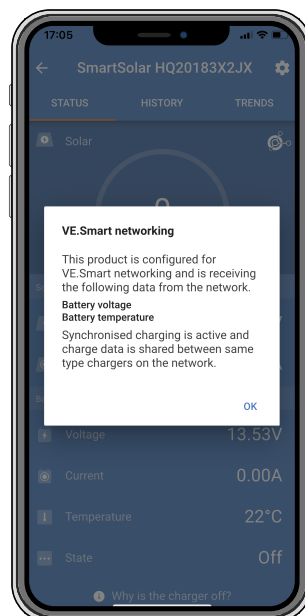 17:05
SmartSolar HQ20183X2JX
STATUS HISTORY TRENDS
Solar
VE.Smart networking
This product is configured for
VE.Smart networking and is receiving
the following data from the network.
Battery voltage
Battery temperature
Synchronised charging is active and
charge data is shared between same
type chargers on the network.
OK
Voltage 13.53V
Current 0.00A
Temperature 22°C
State Off
Why is the charger off?